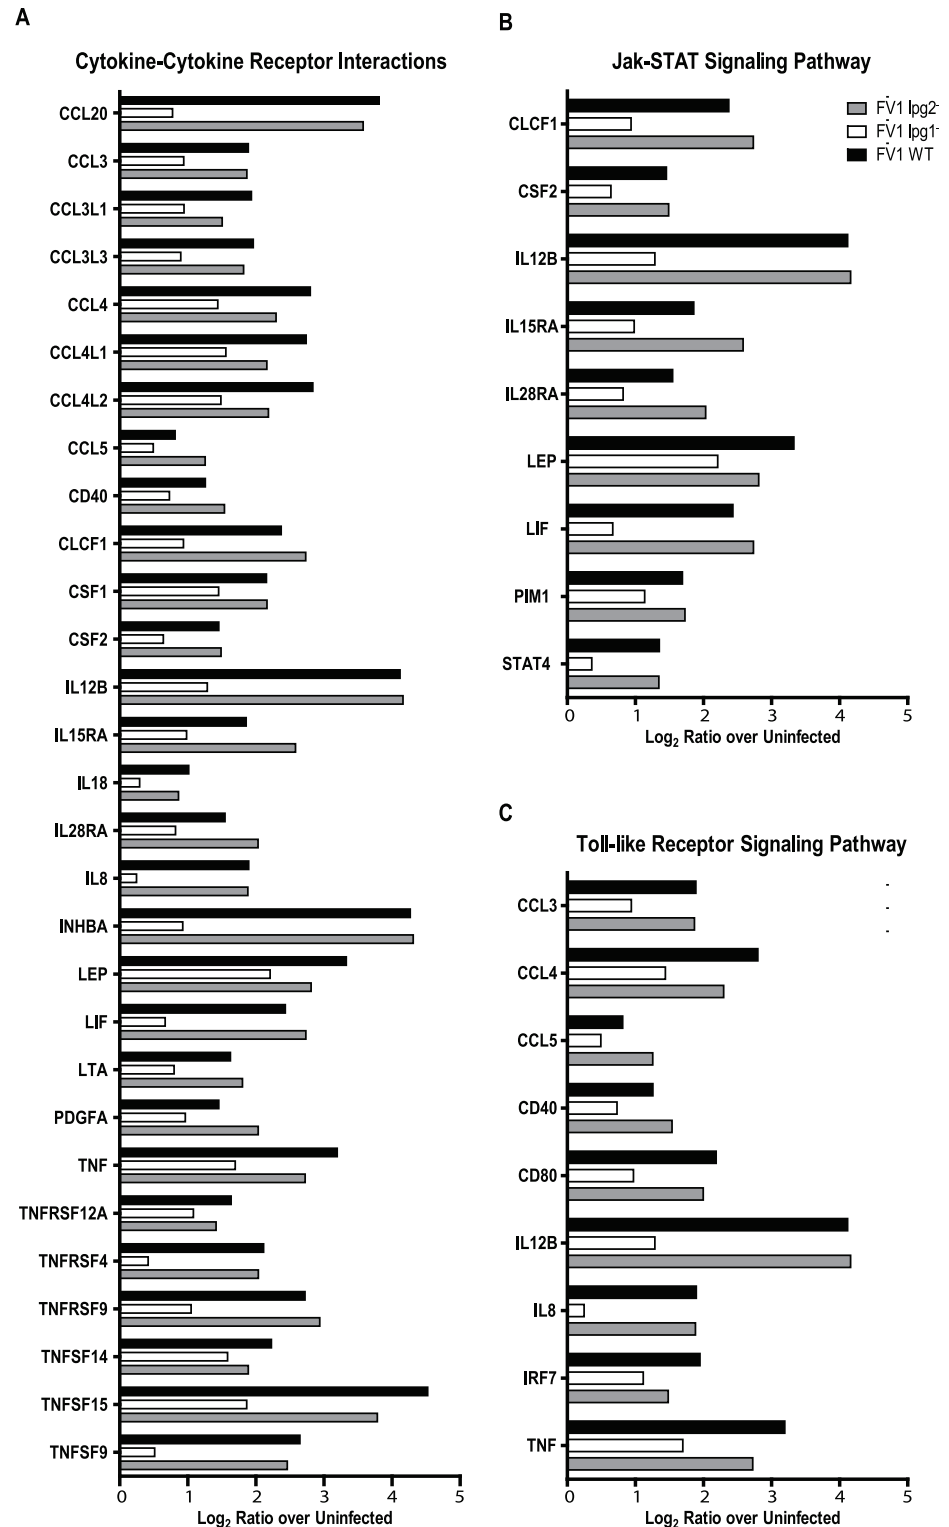 A
Cytokine-Cytokine Receptor Interactions
CCL20
CCL3
CCL3L1
CCL3L3
CCL4
CCL4L1
CCL4L2
CCL5
CD40
CLCF1
CSF1
CSF2
IL12B
IL15RA
IL18
IL28RA
IL8
INHBA
LEP
LIF
LTA
PDGFA
TNF
TNFRSF12A
TNFRSF4
TNFRSF9
TNFSF14
TNFSF15
TNFSF9
0 1 2 3 4 5
Log2 Ratio over Uninfected
B
Jak-STAT Signaling Pathway
FV1 lpg2-
FV1 lpg1-
FV1 WT
CLCF1
CSF2
IL12B
IL15RA
IL28RA
LEP
LIF
PIM1
STAT4
0 1 2 3 4 5
Log2 Ratio over Uninfected
C
Toll-like Receptor Signaling Pathway
CCL3
CCL4
CCL5
CD40
CD80
IL12B
IL8
IRF7
TNF
0 1 2 3 4 5
Log2 Ratio over Uninfected